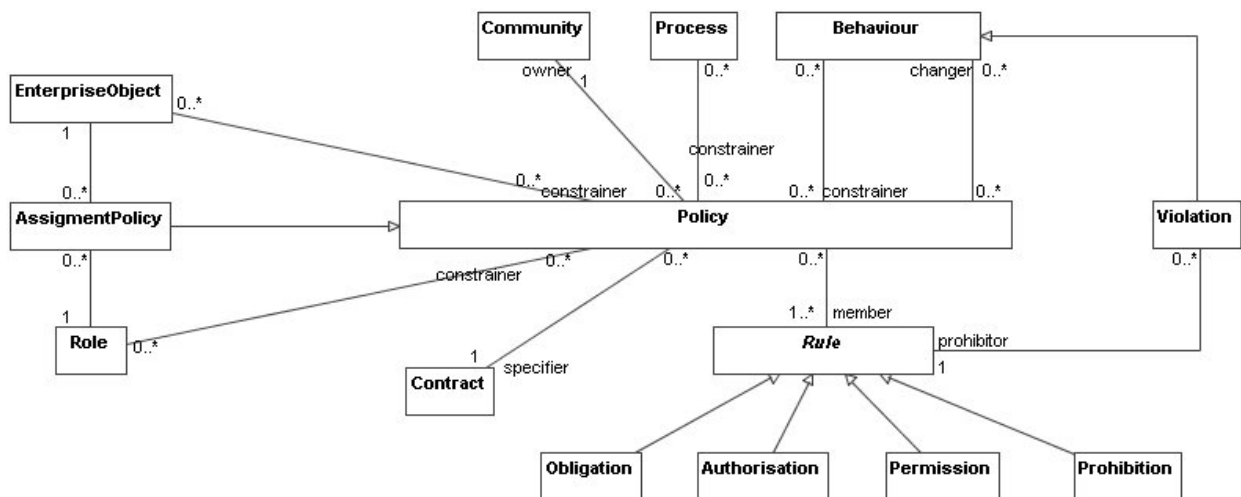 Community
Process
Behaviour
owner
1
0..*
0..*
changer
0..*
EnterpriseObject
0..*
1
constrainer
0..*
0..*
constrainer
0..*
0..*
0..*
constrainer
0..*
AssigmentPolicy
Policy
Violation
0..*
0..*
0..*
0..*
0..*
constrainer
1
1..*
member
Role
0..*
1
specifier
Rule
prohibitor
1
Contract
Obligation
Authorisation
Permission
Prohibition